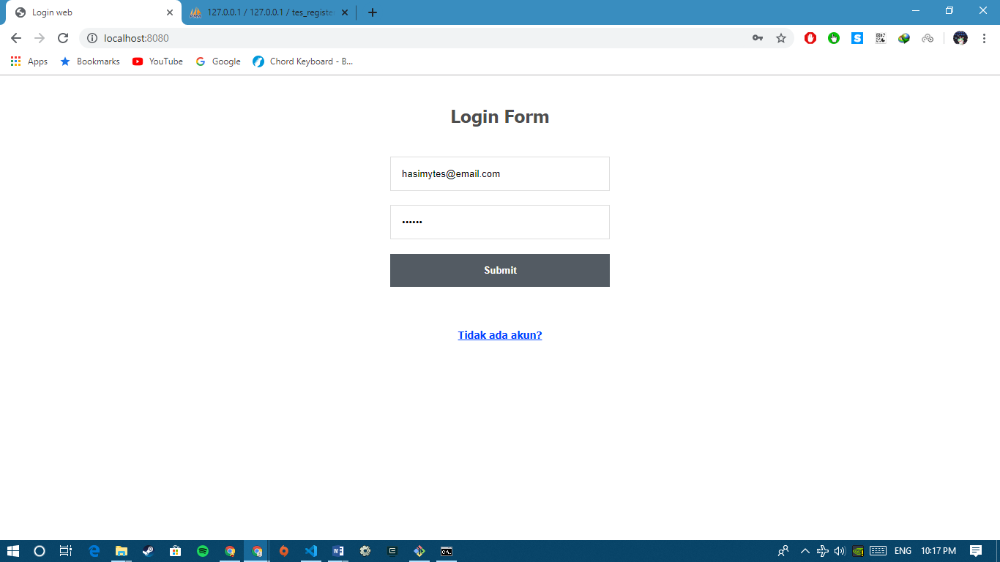 Login web
127.0.0.1 / 127.0.0.1 / tes_register
localhost:8080
Apps Bookmarks YouTube Google Chord Keyboard - B...
Login Form
hasimytes@email.com
••••••
Submit
Tidak ada akun?
ENG 10:17 PM